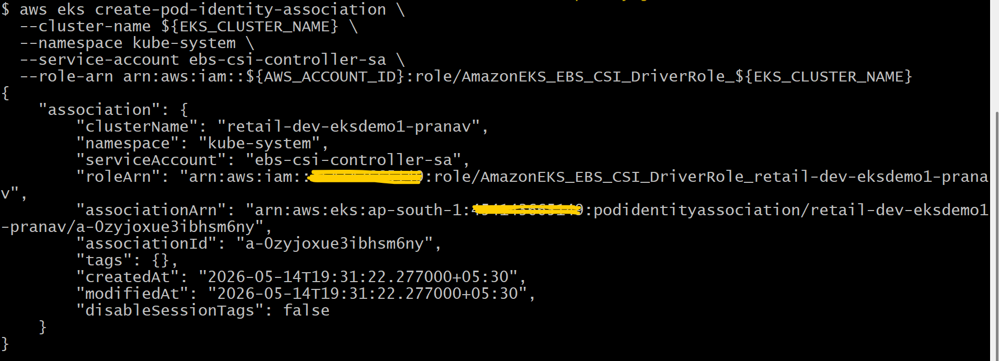 $ aws eks create-pod-identity-association \
  --cluster-name ${EKS_CLUSTER_NAME} \
  --namespace kube-system \
  --service-account ebs-csi-controller-sa \
  --role-arn arn:aws:iam::${AWS_ACCOUNT_ID}:role/AmazonEKS_EBS_CSI_DriverRole_${EKS_CLUSTER_NAME}
{
    "association": {
        "clusterName": "retail-dev-eksdemo1-pranav",
        "namespace": "kube-system",
        "serviceAccount": "ebs-csi-controller-sa",
        "roleArn": "arn:aws:iam:::role/AmazonEKS_EBS_CSI_DriverRole_retail-dev-eksdemo1-prana
v",
        "associationArn": "arn:aws:eks:ap-south-1::podidentityassociation/retail-dev-eksdemo1
-pranav/a-0zyjoxue3ibhsm6ny",
        "associationId": "a-0zyjoxue3ibhsm6ny",
        "tags": {},
        "createdAt": "2026-05-14T19:31:22.277000+05:30",
        "modifiedAt": "2026-05-14T19:31:22.277000+05:30",
        "disableSessionTags": false
    }
}